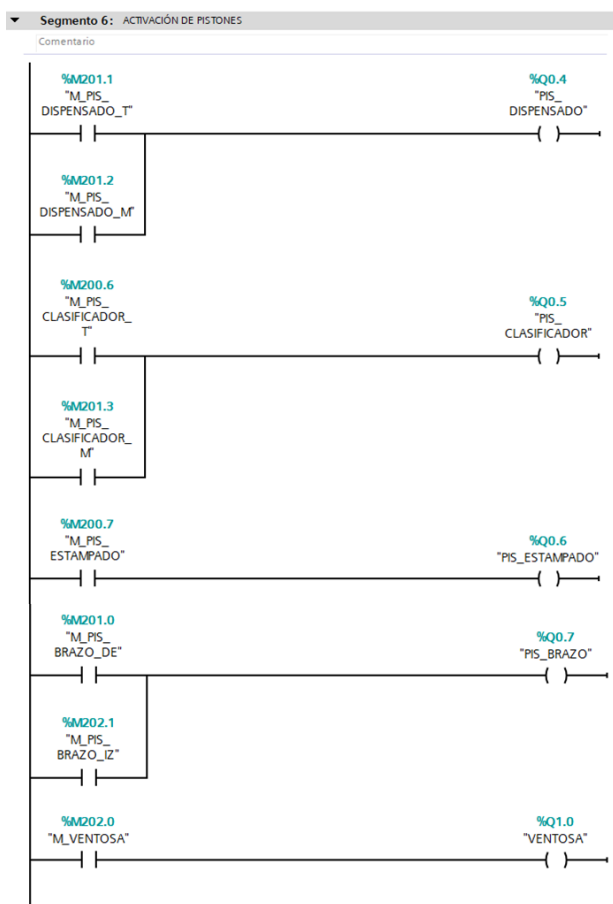 Segmento 6: ACTIVACIÓN DE PISTONES
Comentario
%M201.1
"M_PIS_
DISPENSADO_T"
%Q0.4
"PIS_
DISPENSADO"
%M201.2
"M_PIS_
DISPENSADO_M"
%M200.6
"M_PIS_
CLASIFICADOR_
T"
%Q0.5
"PIS_
CLASIFICADOR"
%M201.3
"M_PIS_
CLASIFICADOR_
M"
%M200.7
"M_PIS_
ESTAMPADO"
%Q0.6
"PIS_ESTAMPADO"
%M201.0
"M_PIS_
BRAZO_DE"
%Q0.7
"PIS_BRAZO"
%M202.1
"M_PIS_
BRAZO_IZ"
%M202.0
"M_VENTOSA"
%Q1.0
"VENTOSA"